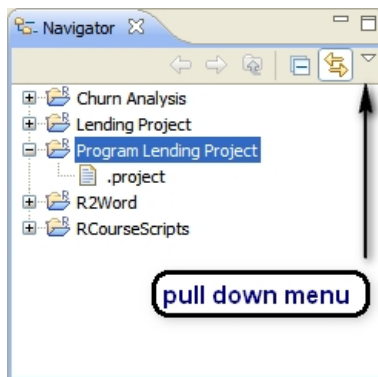 Navigator
Churn Analysis
Lending Project
Program Lending Project
.project
R2Word
RCourseScripts
pull down menu